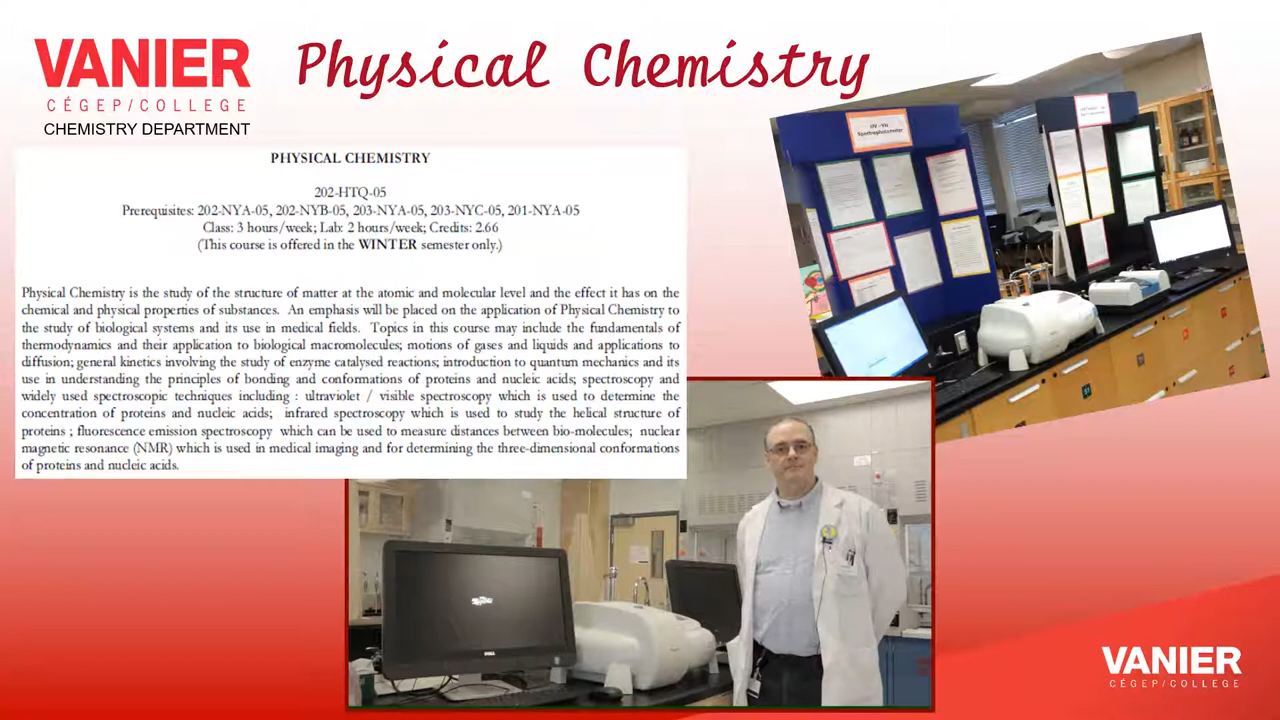 VANIER
CÉGEP/COLLEGE
CHEMISTRY DEPARTMENT
Physical Chemistry
PHYSICAL CHEMISTRY
202-HTQ-05
Prerequisites: 202-NYA-05, 202-NYB-05, 203-NYA-05, 203-NYC-05, 201-NYA-05
Class: 3 hours/week; Lab: 2 hours/week; Credits: 2.66
(This course is offered in the WINTER semester only.)
Physical Chemistry is the study of the structure of matter at the atomic and molecular level and the effect it has on the
chemical and physical properties of substances. An emphasis will be placed on the application of Physical Chemistry to
the study of biological systems and its use in medical fields. Topics in this course may include the fundamentals of
thermodynamics and their application to biological macromolecules; motions of gases and liquids and applications to
diffusion; general kinetics involving the study of enzyme catalysed reactions; introduction to quantum mechanics and its
use in understanding the principles of bonding and conformations of proteins and nucleic acids; spectroscopy and
widely used spectroscopic techniques including : ultraviolet / visible spectroscopy which is used to determine the
concentration of proteins and nucleic acids; infrared spectroscopy which is used to study the helical structure of
proteins ; fluorescence emission spectroscopy which can be used to measure distances between bio-molecules; nuclear
magnetic resonance (NMR) which is used in medical imaging and for determining the three-dimensional conformations
of proteins and nucleic acids.
UV - Vis
Spectrophotometer
DELL
VANIER
CÉGEP/COLLEGE